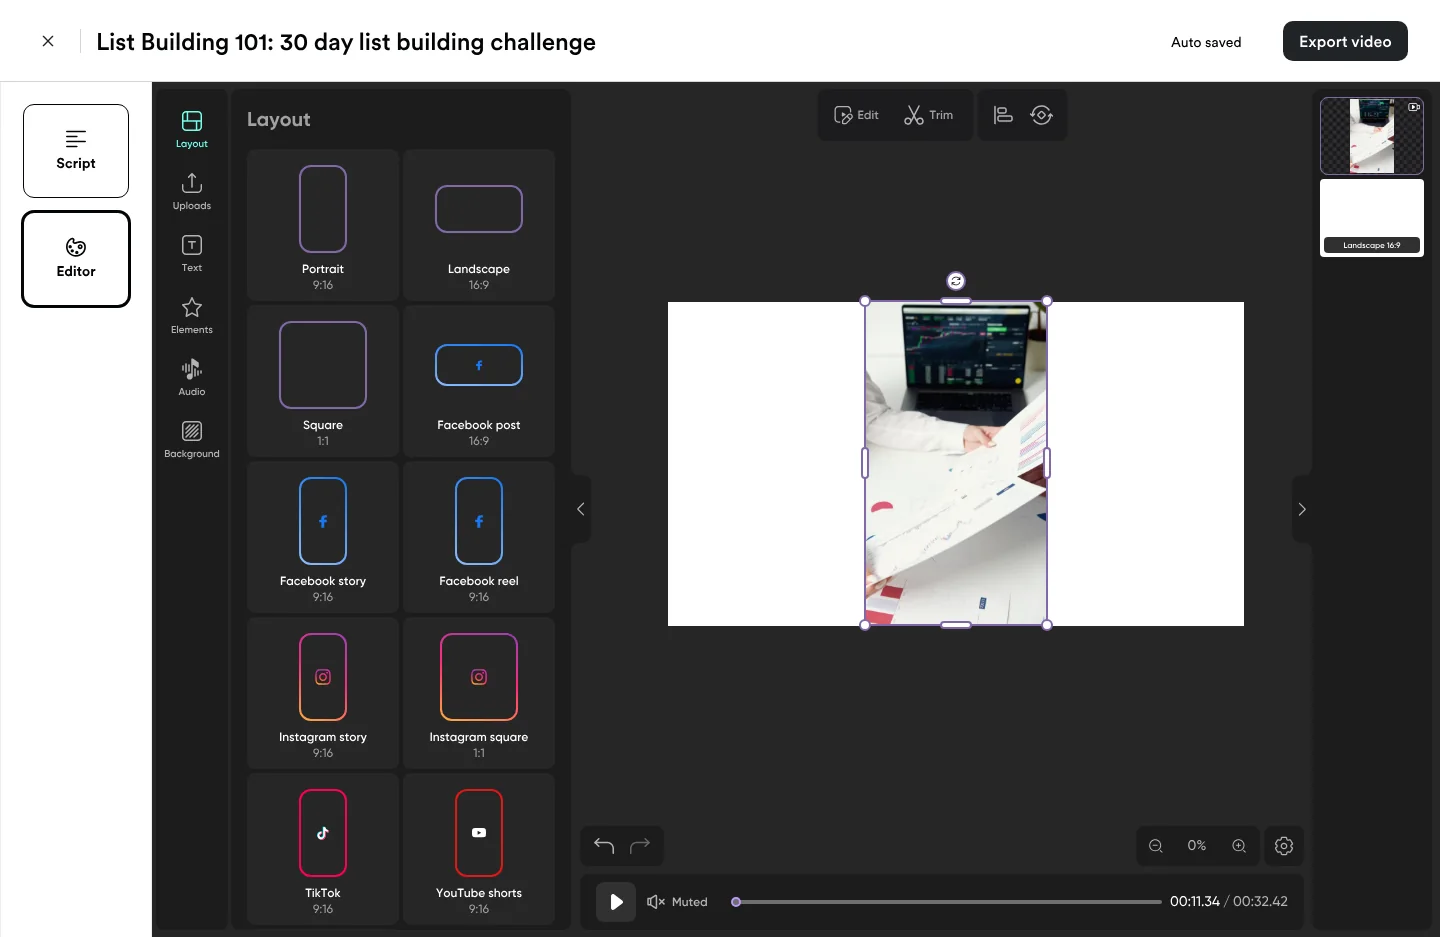 List Building 101: 30 day list building challenge
Auto saved
Export video
Script
Editor
Layout
Uploads
Text
Elements
Audio
Background
Layout
Portrait
9:16
Landscape
16:9
Square
1:1
Facebook post
16:9
Facebook story
9:16
Facebook reel
9:16
Instagram story
9:16
Instagram square
1:1
TikTok
9:16
YouTube shorts
9:16
Edit
Trim
0%
Muted
00:11.34 / 00:32.42
Landscape 16:9